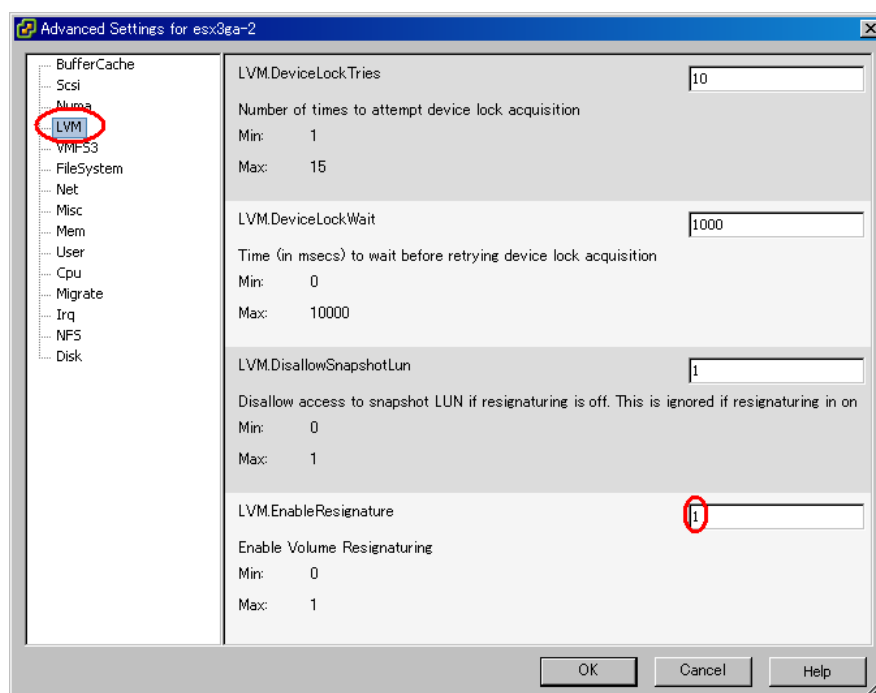 Advanced Settings for esx3ga-2
BufferCache
Scsi
Numa
LVM
VMFS3
FileSystem
Net
Misc
Mem
User
Cpu
Migrate
Irq
NFS
Disk
LVM.DeviceLockTries
10
Number of times to attempt device lock acquisition
Min: 1
Max: 15
LVM.DeviceLockWait
1000
Time (in msecs) to wait before retrying device lock acquisition
Min: 0
Max: 10000
LVM.DisallowSnapshotLun
1
Disallow access to snapshot LUN if resignaturing is off. This is ignored if resignaturing in on
Min: 0
Max: 1
LVM.EnableResignature
1
Enable Volume Resignaturing
Min: 0
Max: 1
OK
Cancel
Help